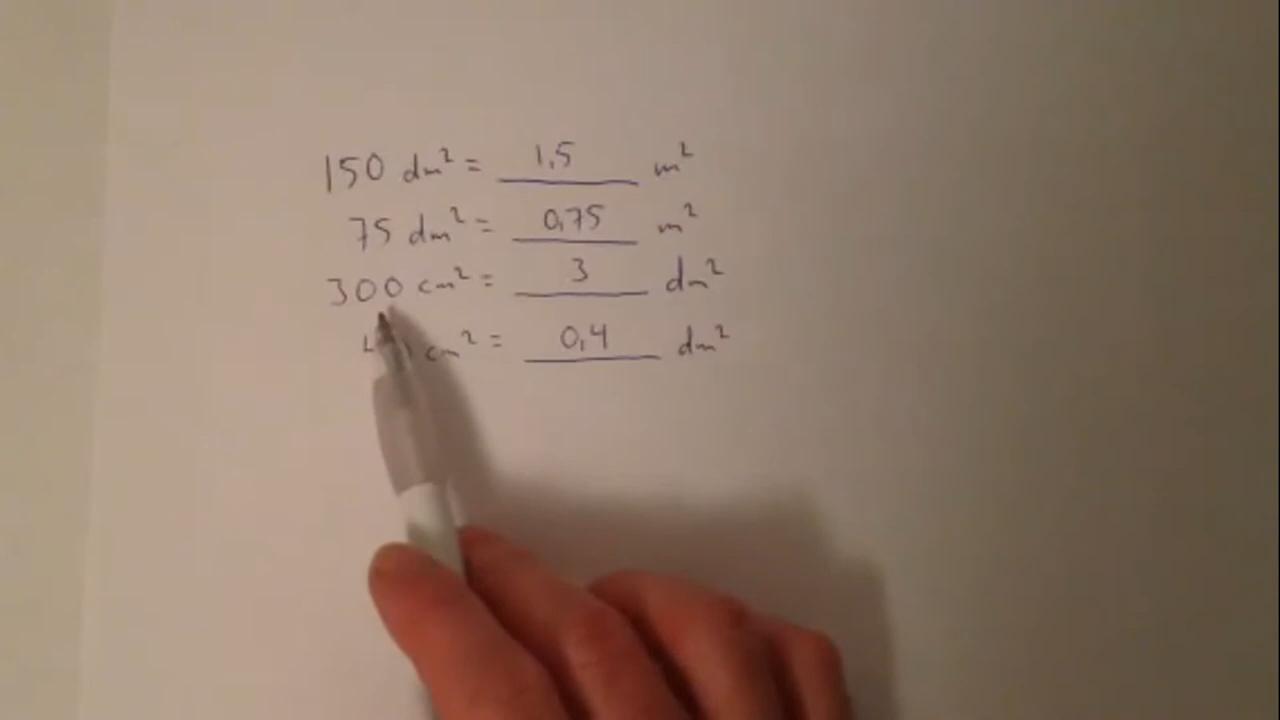 150 dm² = 1,5 m²
75 dm² = 0,75 m²
300 cm² = 3 dm²
cm² = 0,4 dm²